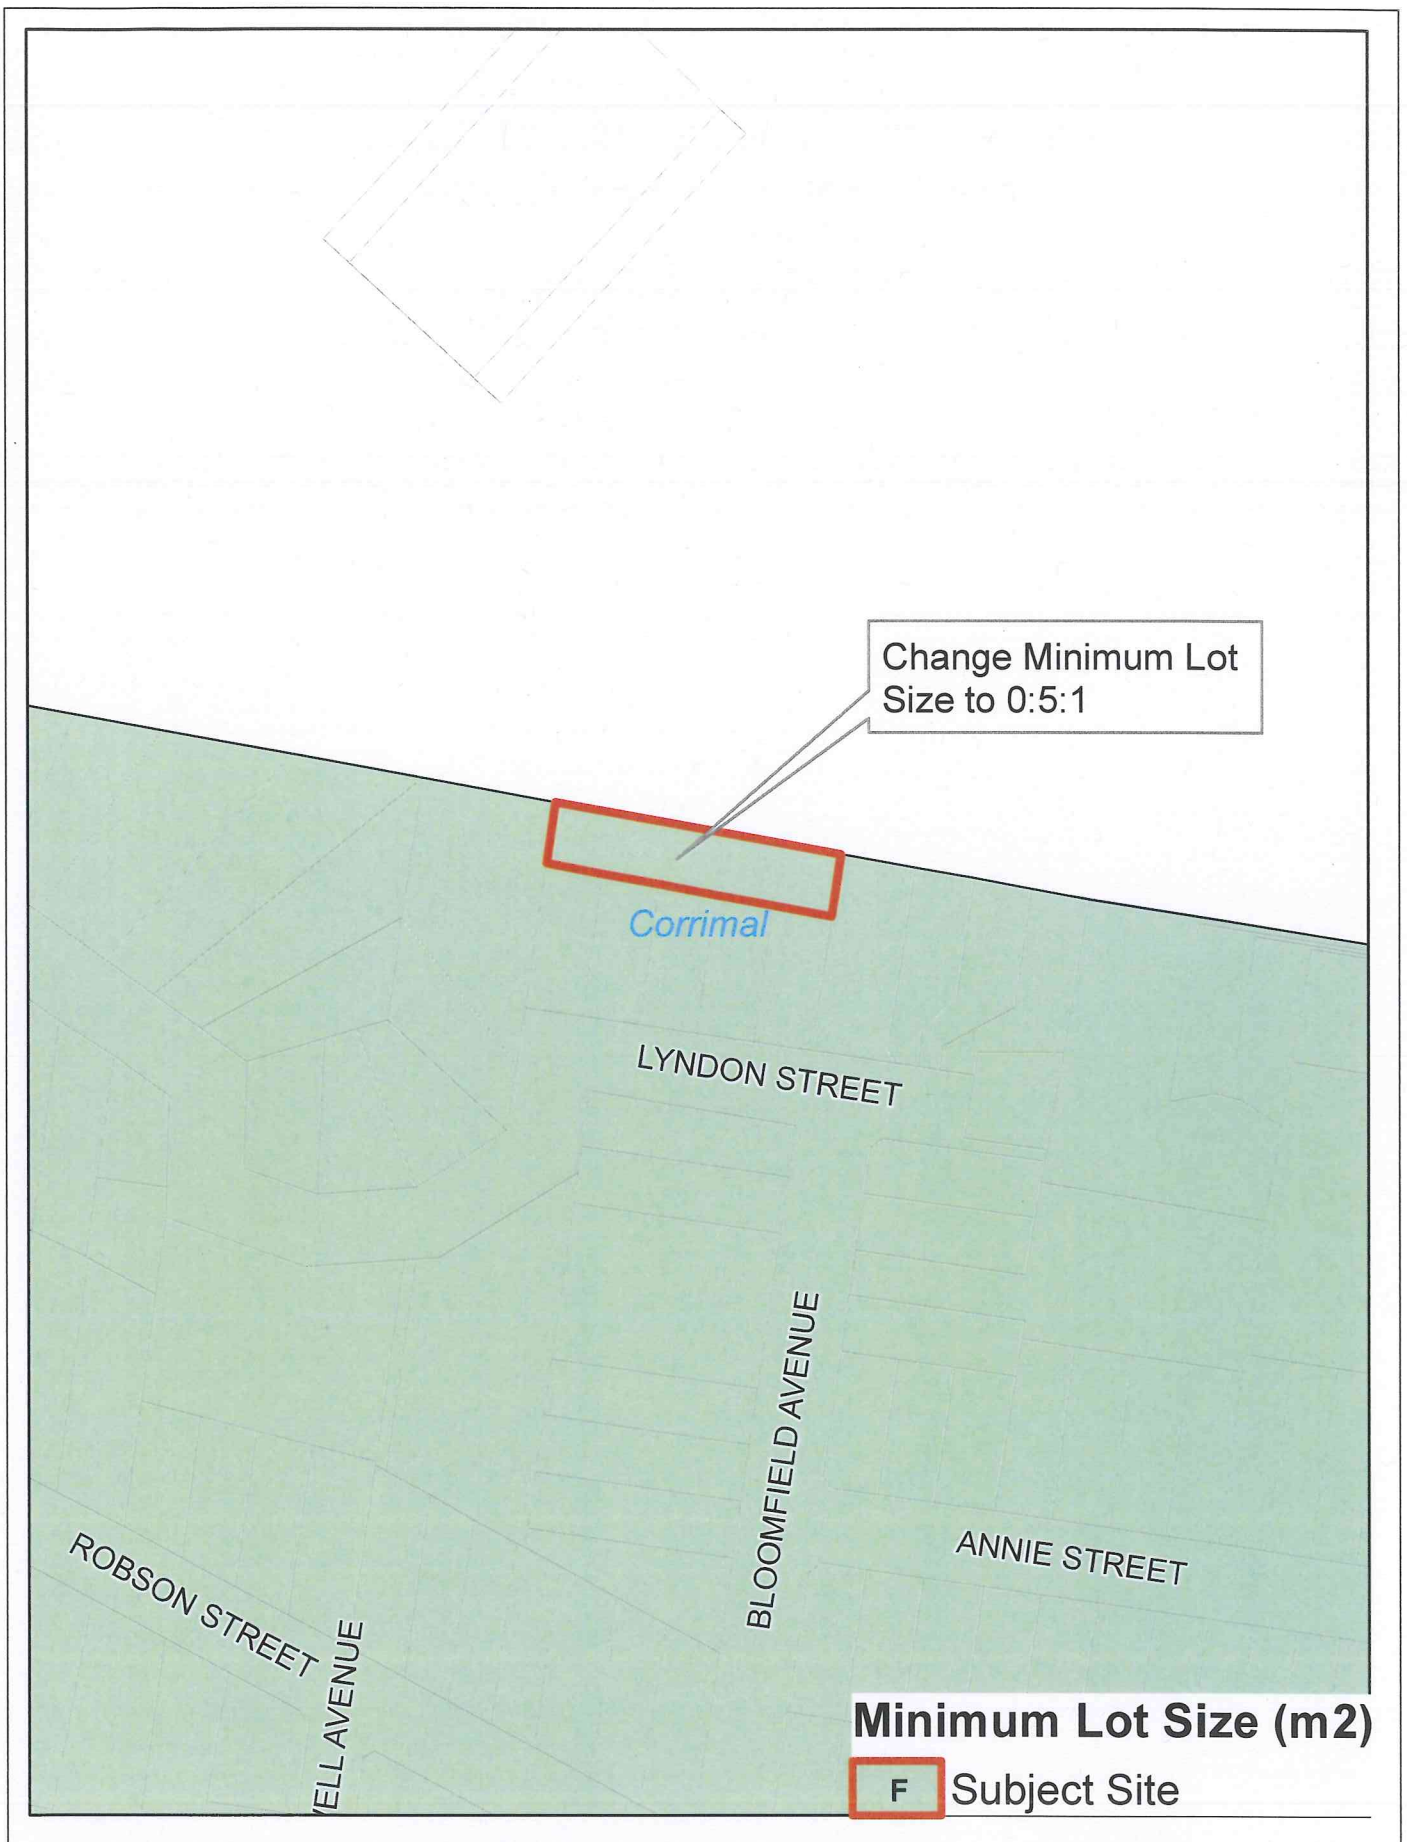 Change Minimum Lot
Size to 0:5:1
Corrimal
LYNDON STREET
BLOOMFIELD AVENUE
ANNIE STREET
ROBSON STREET
VELL AVENUE
Minimum Lot Size (m2)
F Subject Site